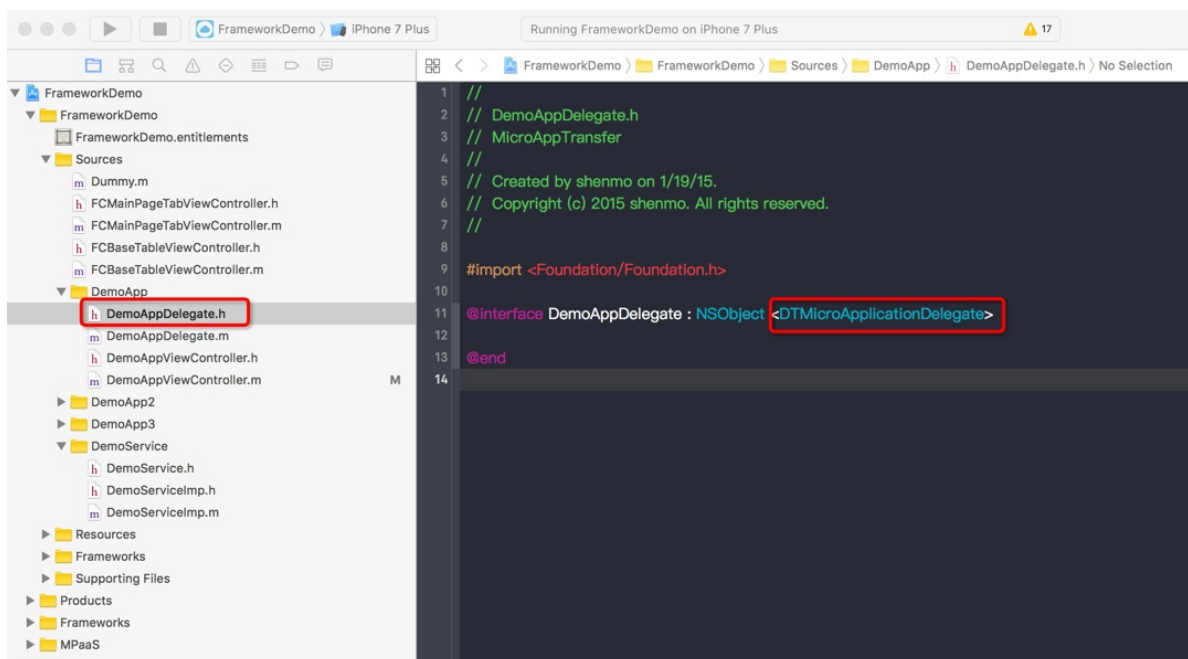 FrameworkDemo 〉 iPhone 7 Plus
Running FrameworkDemo on iPhone 7 Plus
17
FrameworkDemo 〉 FrameworkDemo 〉 Sources 〉 DemoApp 〉 h DemoAppDelegate.h 〉 No Selection
FrameworkDemo
FrameworkDemo
FrameworkDemo.entitlements
Sources
m Dummy.m
h FCMainPageTabViewController.h
m FCMainPageTabViewController.m
h FCBaseTableViewController.h
m FCBaseTableViewController.m
DemoApp
h DemoAppDelegate.h
m DemoAppDelegate.m
h DemoAppViewController.h
m DemoAppViewController.m M
DemoApp2
DemoApp3
DemoService
h DemoService.h
h DemoServiceImp.h
m DemoServiceImp.m
Resources
Frameworks
Supporting Files
Products
Frameworks
MPaaS
1 //
2 // DemoAppDelegate.h
3 // MicroAppTransfer
4 //
5 // Created by shenmo on 1/19/15.
6 // Copyright (c) 2015 shenmo. All rights reserved.
7 //
8
9 #import <Foundation/Foundation.h>
10
11 @interface DemoAppDelegate : NSObject <DTMicroApplicationDelegate>
12
13 @end
14